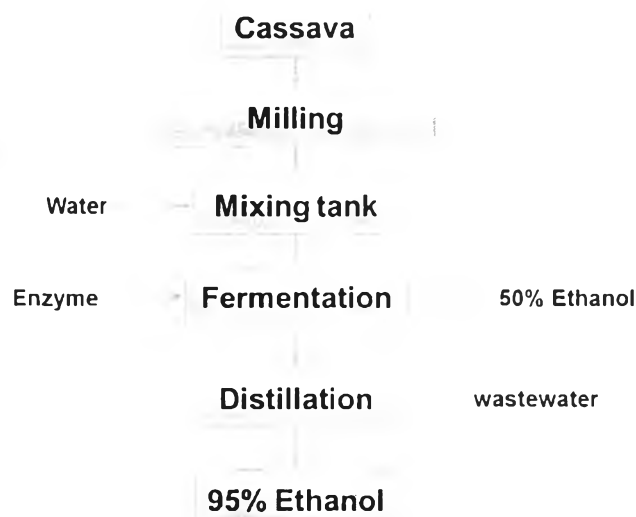 Cassava
Milling
Water
Mixing tank
Enzyme
Fermentation
50% Ethanol
Distillation
wastewater
95% Ethanol